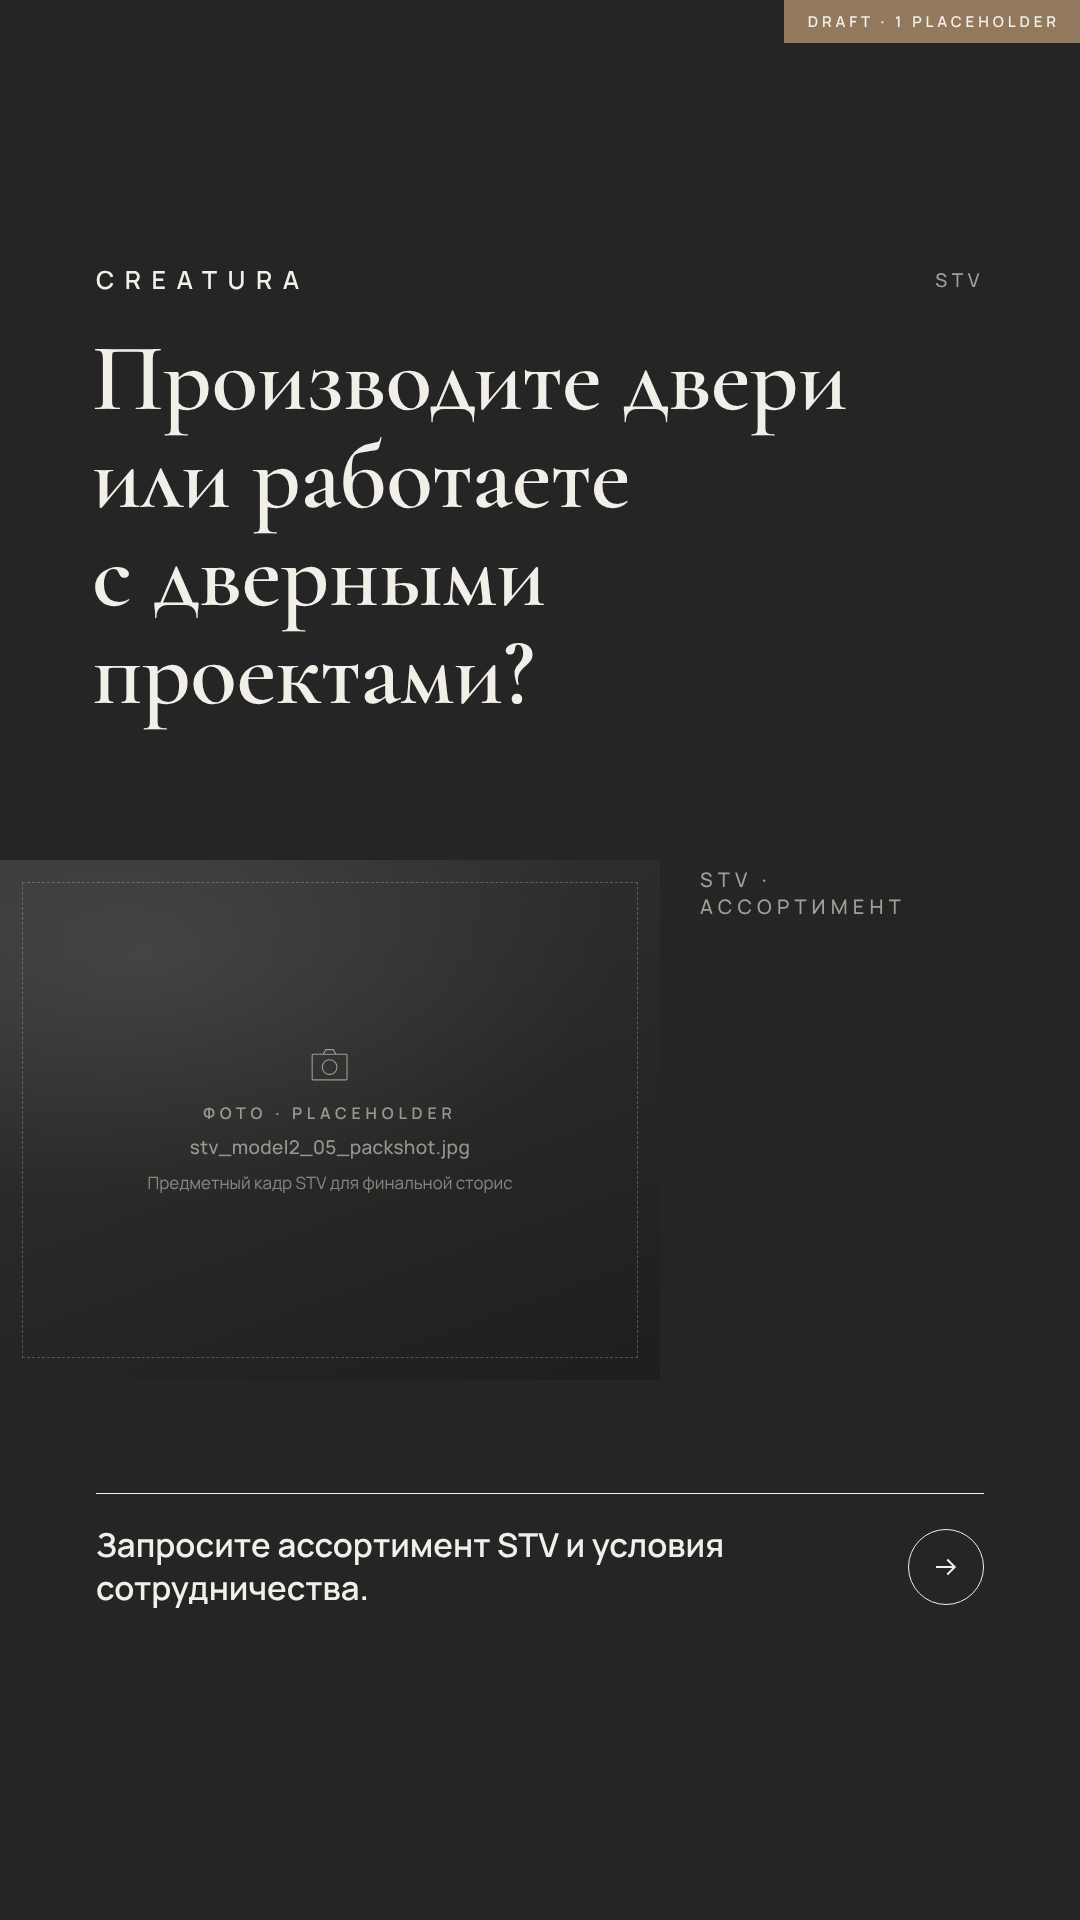 DRAFT · 1 PLACEHOLDER
CREATURA
STV
Производите двери
или работаете
с дверными
проектами?
STV ·
АССОРТИМЕНТ
ФОТО · PLACEHOLDER
stv_model2_05_packshot.jpg
Предметный кадр STV для финальной сторис
Запросите ассортимент STV и условия
сотрудничества.